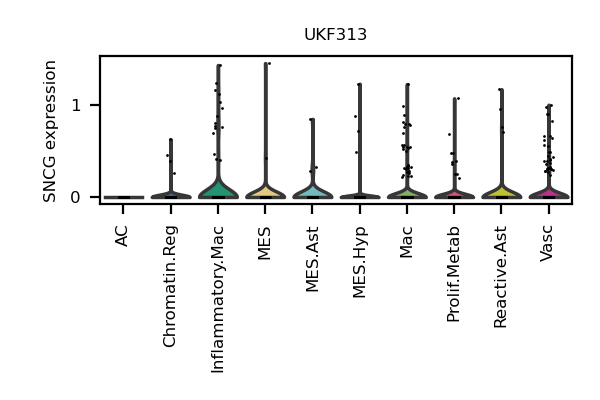 UKF313
SNCG expression
1
0
AC
Chromatin.Reg
Inflammatory.Mac
MES
MES.Ast
MES.Hyp
Mac
Prolif.Metab
Reactive.Ast
Vasc